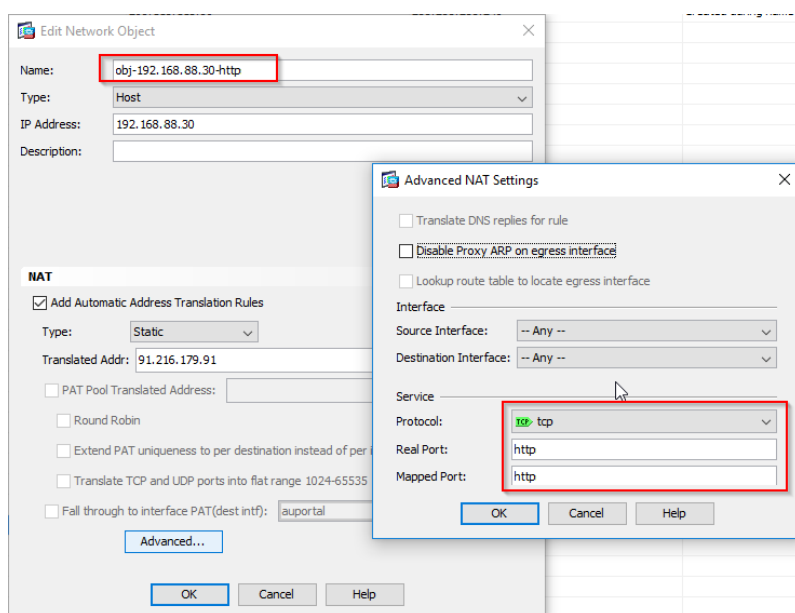 Edit Network Object
Name: obj-192.168.88.30-http
Type: Host
IP Address: 192.168.88.30
Description:
NAT
Add Automatic Address Translation Rules
Type: Static
Translated Addr: 91.216.179.91
PAT Pool Translated Address:
Round Robin
Extend PAT uniqueness to per destination instead of per i
Translate TCP and UDP ports into flat range 1024-65535
Fall through to interface PAT(dest intf): auportal
Advanced...
OK Cancel Help
Advanced NAT Settings
Translate DNS replies for rule
Disable Proxy ARP on egress interface
Lookup route table to locate egress interface
Interface
Source Interface: -- Any --
Destination Interface: -- Any --
Service
Protocol: TCP tcp
Real Port: http
Mapped Port: http
OK Cancel Help